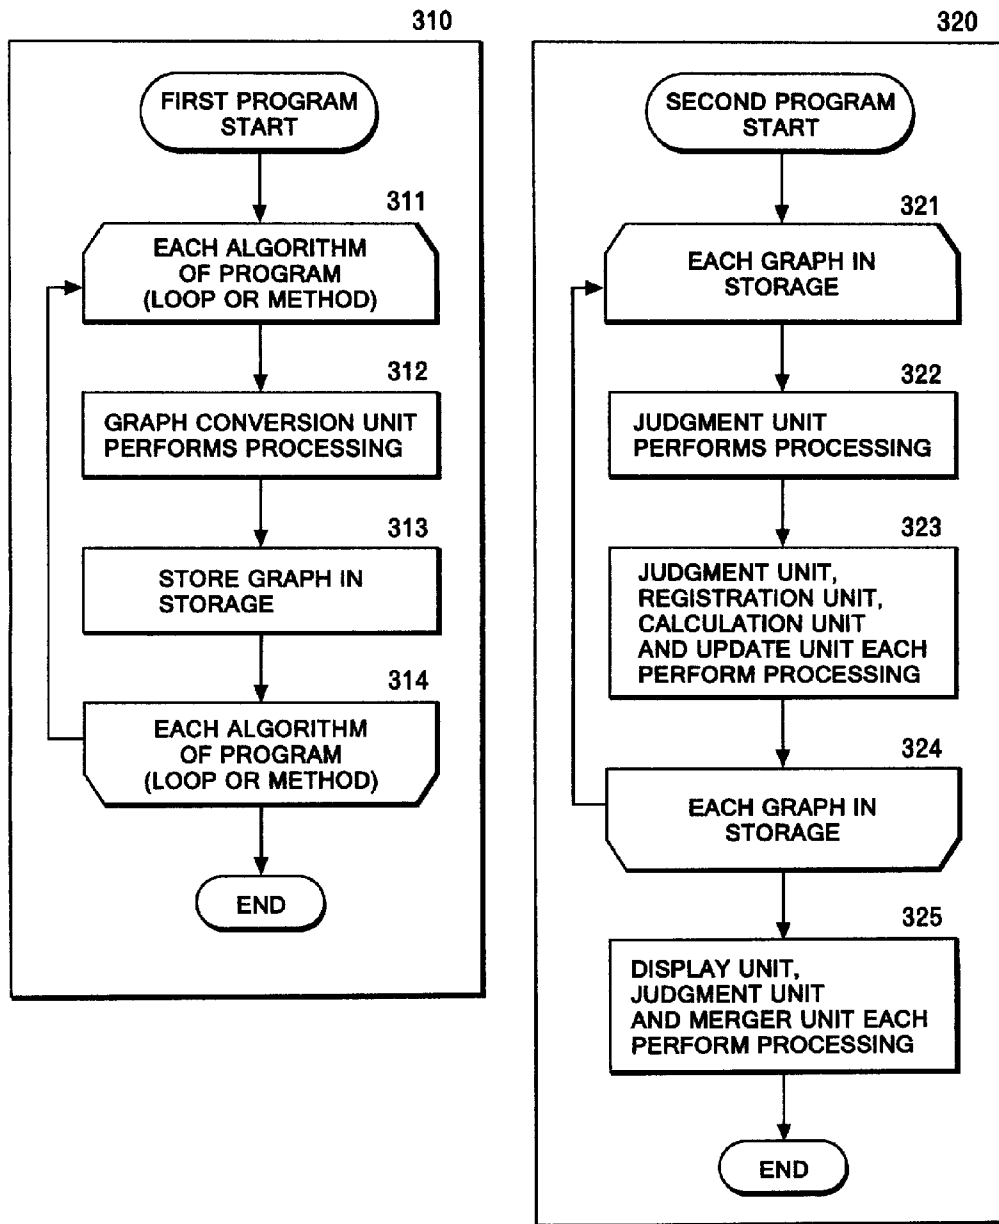 310
FIRST PROGRAM
START
311
EACH ALGORITHM
OF PROGRAM
(LOOP OR METHOD)
312
GRAPH CONVERSION UNIT
PERFORMS PROCESSING
313
STORE GRAPH IN
STORAGE
314
EACH ALGORITHM
OF PROGRAM
(LOOP OR METHOD)
END
320
SECOND PROGRAM
START
321
EACH GRAPH IN
STORAGE
322
JUDGMENT UNIT
PERFORMS PROCESSING
323
JUDGMENT UNIT,
REGISTRATION UNIT,
CALCULATION UNIT
AND UPDATE UNIT EACH
PERFORM PROCESSING
324
EACH GRAPH IN
STORAGE
325
DISPLAY UNIT,
JUDGMENT UNIT
AND MERGER UNIT EACH
PERFORM PROCESSING
END